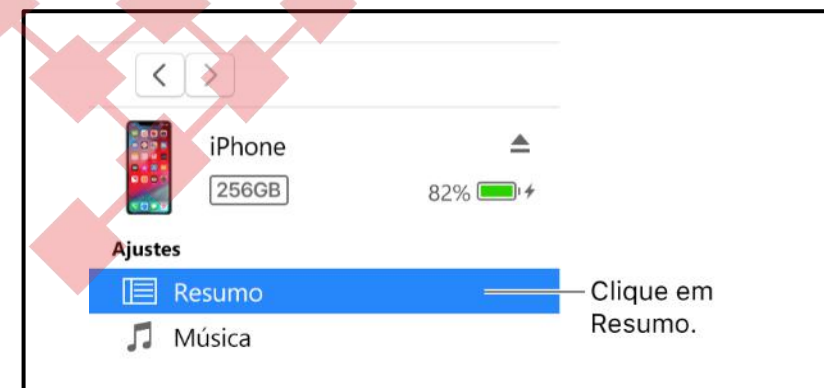 iPhone
256GB
82%
Ajustes
Resumo
Clique em
Resumo.
Música